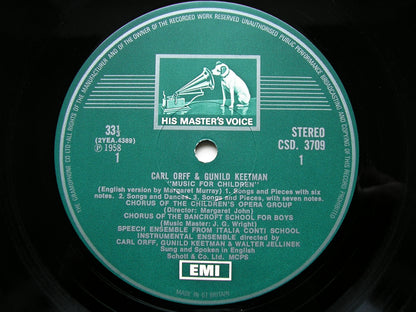 ALL RIGHTS OF THE MANUFACTURER AND OF THE OWNER OF THE RECORDED WORK RESERVED UNAUTHORISED PUBLIC PERFORMANCE BROADCASTING AND COPYING OF THIS RECORD PROHIBITED
HIS MASTER'S VOICE
33⅓
(2YEA.4389)
Ⓟ 1958
1
STEREO
CSD. 3709
1
CARL ORFF & GUNILD KEETMAN
"MUSIC FOR CHILDREN"
(English version by Margaret Murray) 1. Songs and Pieces with six
notes. 2. Songs and Dances. 3. Songs and Pieces, with seven notes.
CHORUS OF THE CHILDREN'S OPERA GROUP
(Director: Margaret John)
CHORUS OF THE BANCROFT SCHOOL FOR BOYS
(Music Master: J. G. Wright)
SPEECH ENSEMBLE FROM ITALIA CONTI SCHOOL
INSTRUMENTAL ENSEMBLE directed by
CARL ORFF, GUNILD KEETMAN & WALTER JELLINEK
Sung and Spoken in English
Schott & Co. Ltd. MCPS
EMI
MADE IN GT BRITAIN